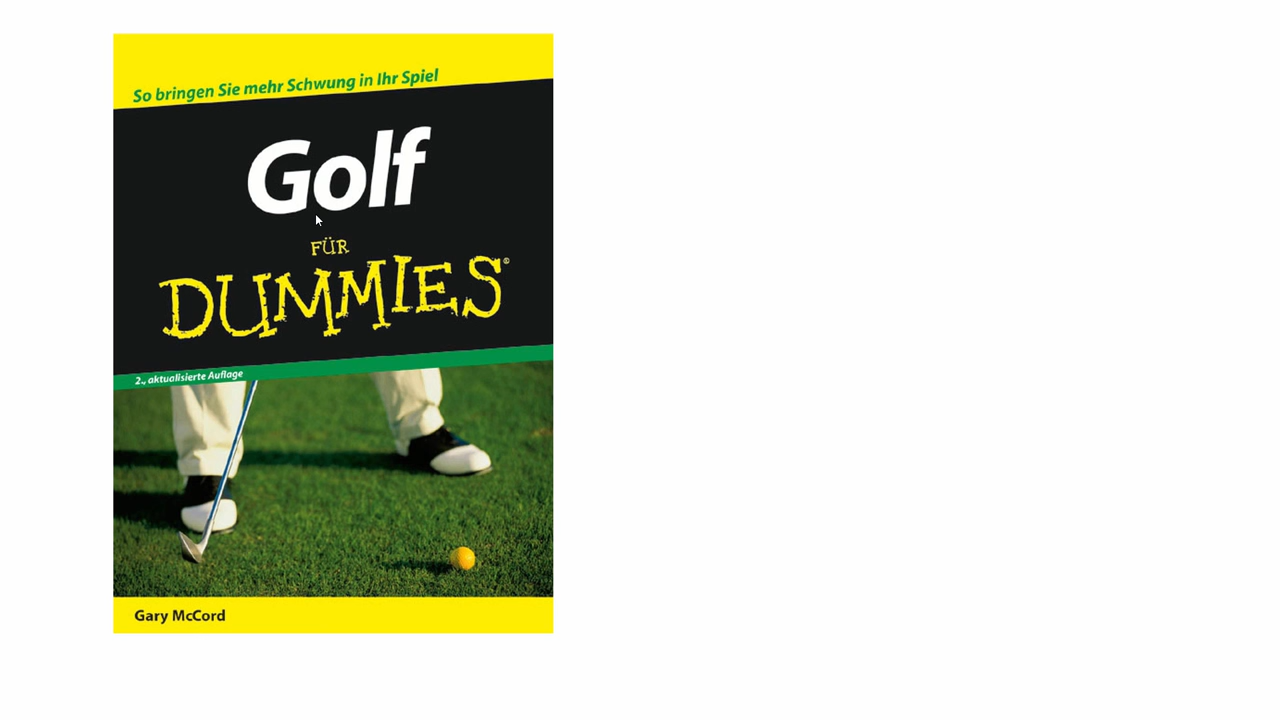 So bringen Sie mehr Schwung in Ihr Spiel
Golf
FÜR
DUMMIES®
2., aktualisierte Auflage
Gary McCord